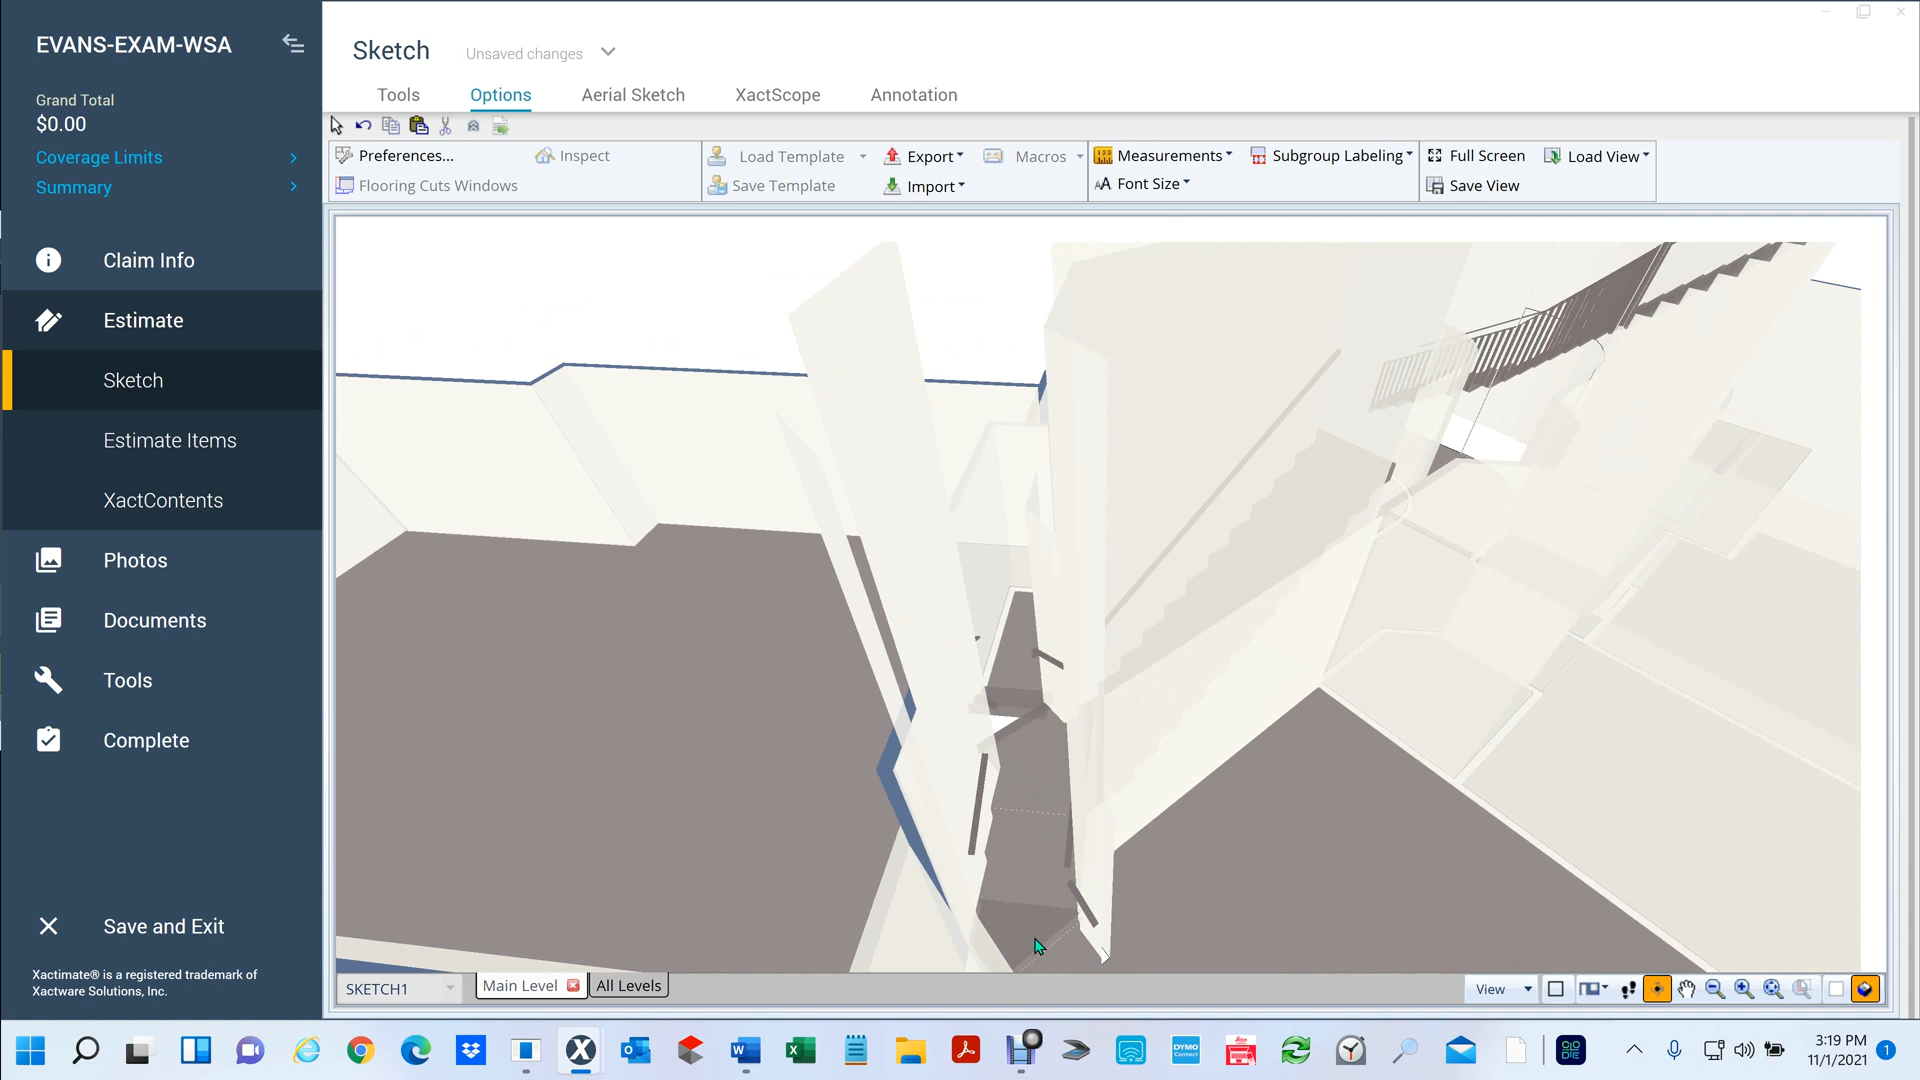 EVANS-EXAM-WSA
Grand Total
$0.00
Coverage Limits
Summary
Claim Info
Estimate
Sketch
Estimate Items
XactContents
Photos
Documents
Tools
Complete
Save and Exit
Xactimate® is a registered trademark of
Xactware Solutions, Inc.
Sketch Unsaved changes
Tools Options Aerial Sketch XactScope Annotation
Preferences... Inspect Load Template Export Macros Measurements Subgroup Labeling Full Screen Load View
Flooring Cuts Windows Save Template Import AA Font Size Save View
SKETCH1 Main Level All Levels View
3:19 PM
11/1/2021
1
DYMO
Connect